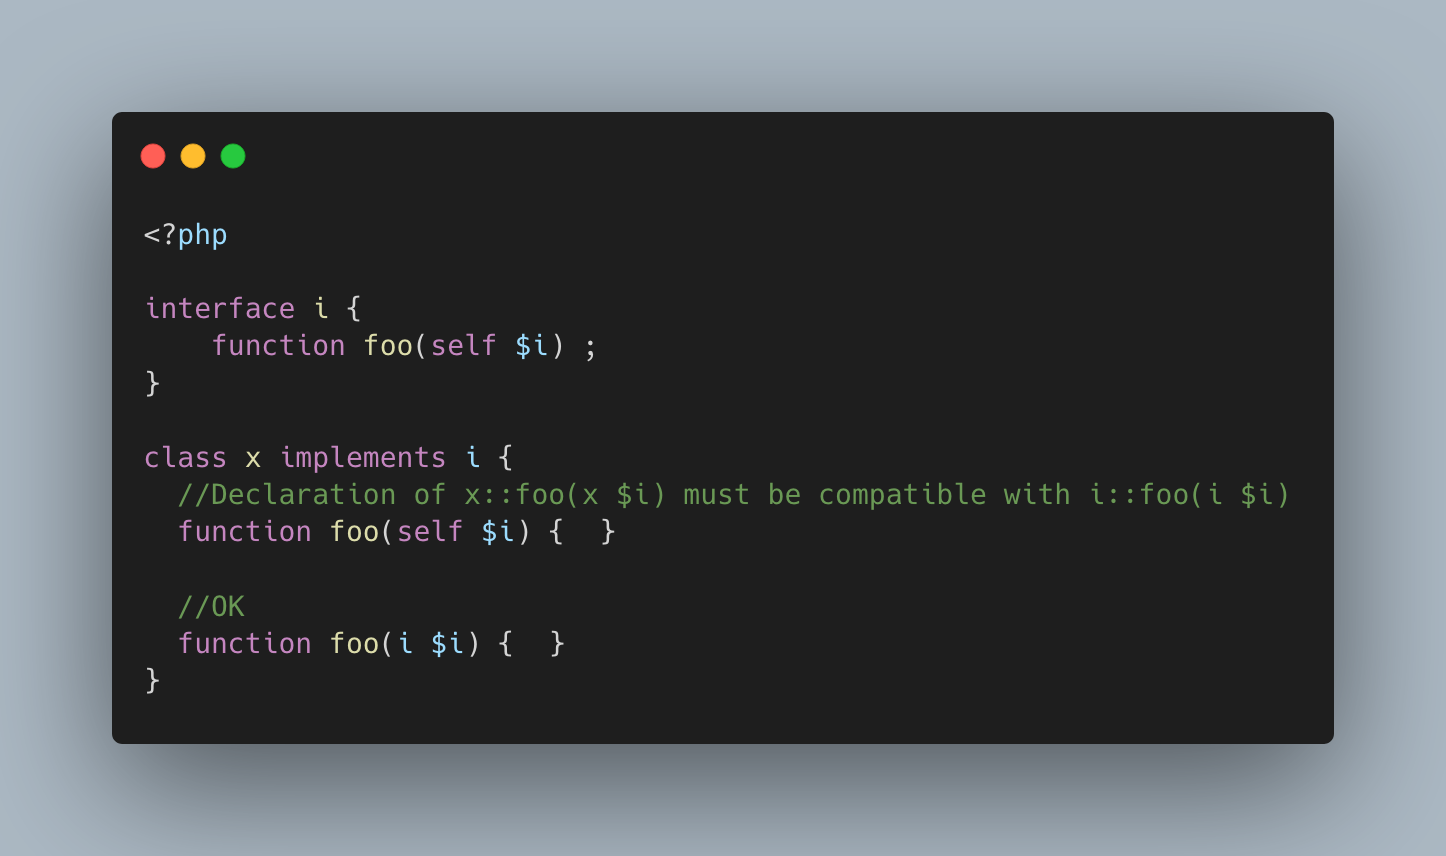 <?php
interface i {
    function foo(self $i) ;
}
class x implements i {
  //Declaration of x::foo(x $i) must be compatible with i::foo(i $i)
  function foo(self $i) {  }
  //OK
  function foo(i $i) {  }
}